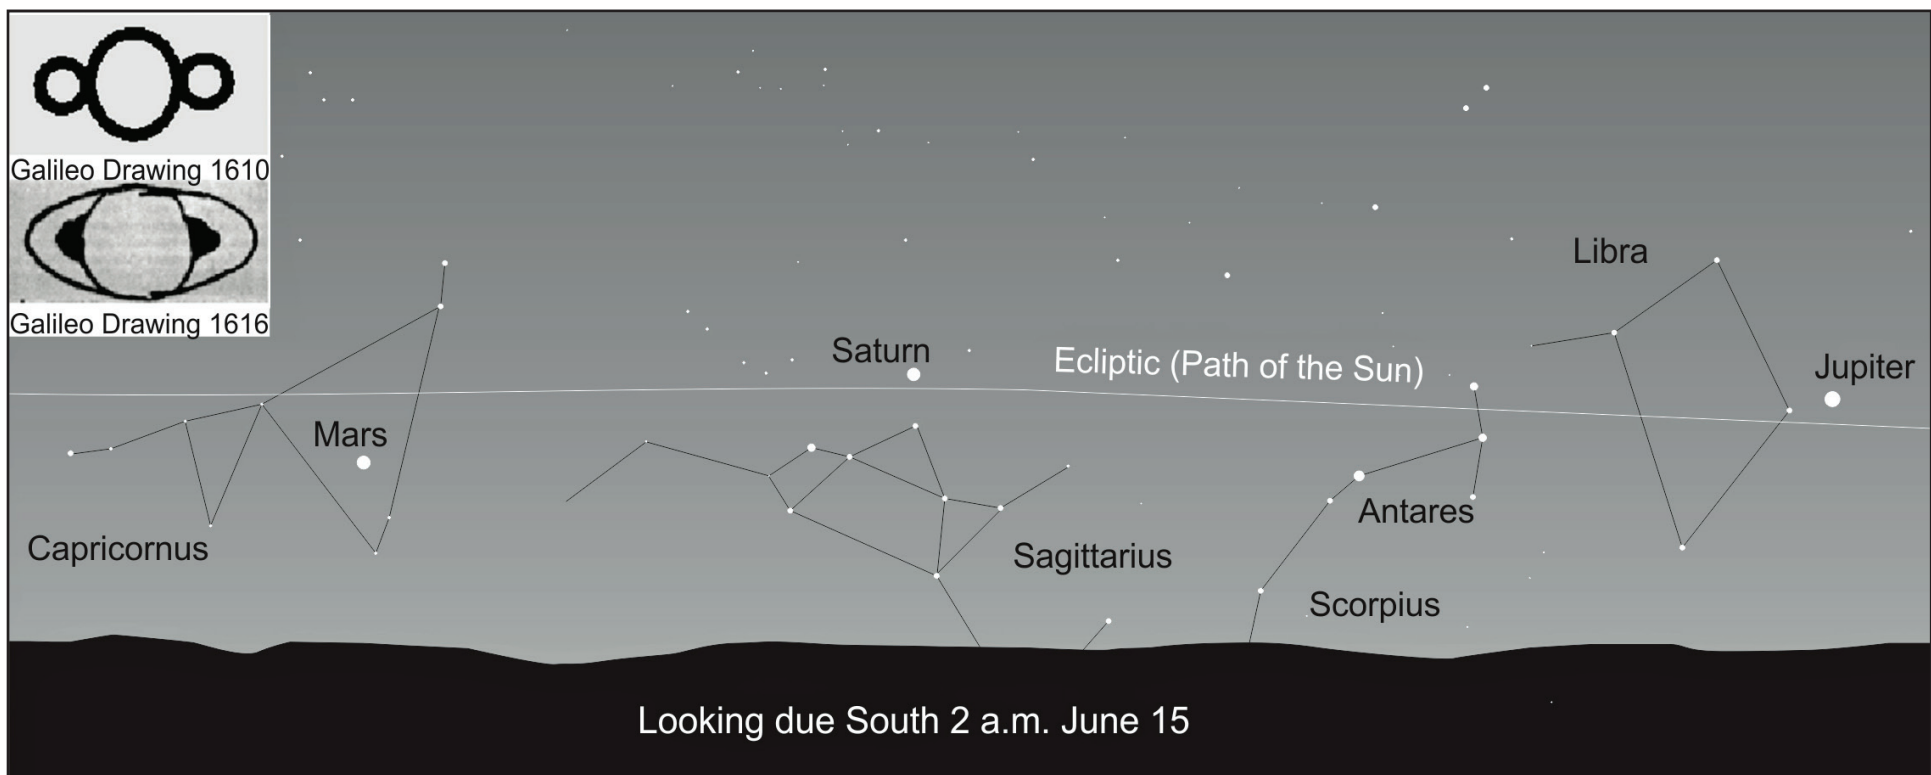 Galileo Drawing 1610
Galileo Drawing 1616
Libra
Saturn
Ecliptic (Path of the Sun)
Jupiter
Mars
Antares
Capricornus
Sagittarius
Scorpius
Looking due South 2 a.m. June 15